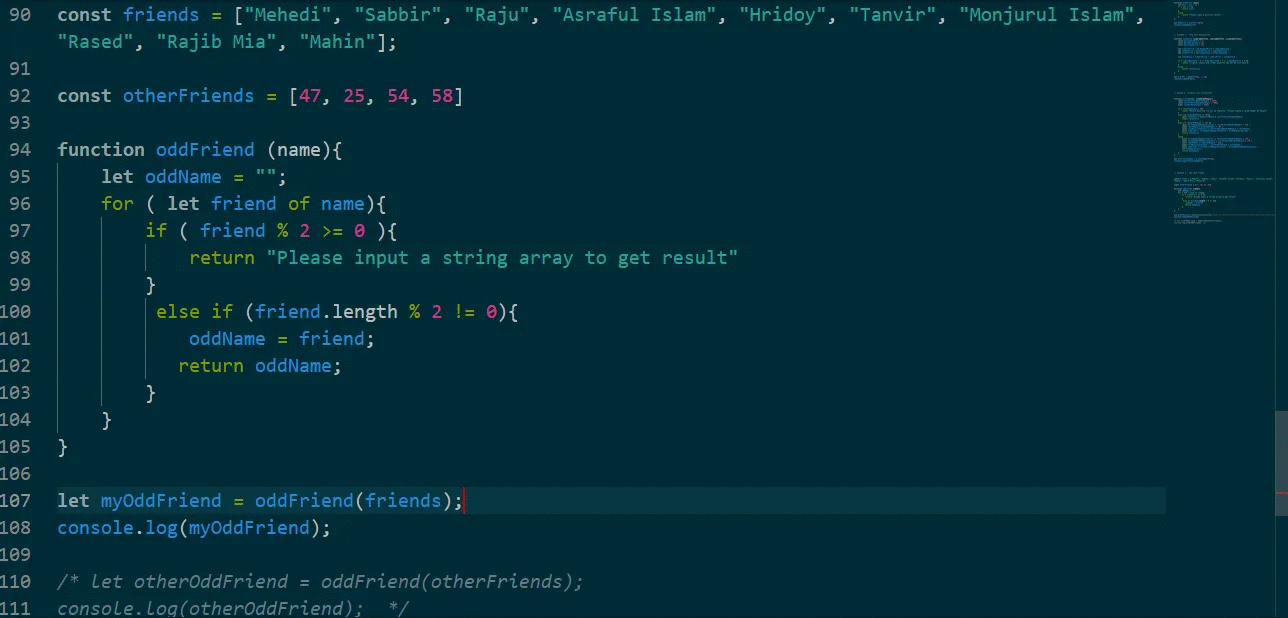 90 const friends = ["Mehedi", "Sabbir", "Raju", "Asraful Islam", "Hridoy", "Tanvir", "Monjurul Islam",
"Rased", "Rajib Mia", "Mahin"];
91
92 const otherFriends = [47, 25, 54, 58]
93
94 function oddFriend (name){
95 let oddName = "";
96 for ( let friend of name){
97 if ( friend % 2 >= 0 ){
98 return "Please input a string array to get result"
99 }
100 else if (friend.length % 2 != 0){
101 oddName = friend;
102 return oddName;
103 }
104 }
105 }
106
107 let myOddFriend = oddFriend(friends);
108 console.log(myOddFriend);
109
110 /* let otherOddFriend = oddFriend(otherFriends);
111 console.log(otherOddFriend);  */